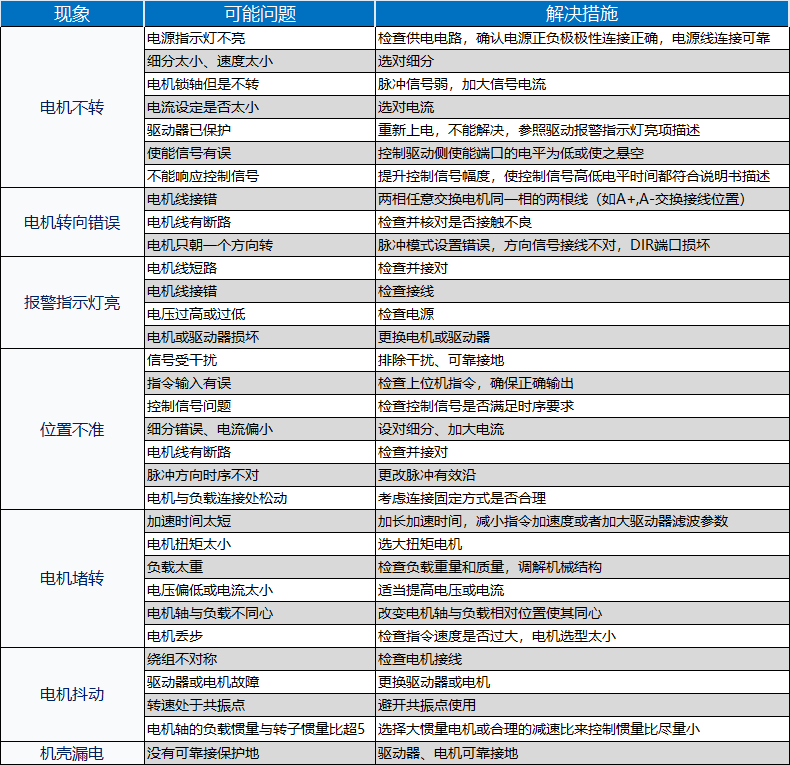 现象 可能问题 解决措施
电机不转
电源指示灯不亮 检查供电电路，确认电源正负极极性连接正确，电源线连接可靠
细分太小、速度太小 选对细分
电机锁轴但是不转 脉冲信号弱，加大信号电流
电流设定是否太小 选对电流
驱动器已保护 重新上电，不能解决，参照驱动报警指示灯亮项描述
使能信号有误 控制驱动侧使能端口的电平为低或使之悬空
不能响应控制信号 提升控制信号幅度，使控制信号高低电平时间都符合说明书描述
电机转向错误
电机线接错 两相任意交换电机同一相的两根线（如A+,A-交换接线位置）
电机线有断路 检查并核对是否接触不良
电机只朝一个方向转 脉冲模式设置错误，方向信号接线不对，DIR端口损坏
报警指示灯亮
电机线短路 检查并接对
电机线接错 检查接线
电压过高或过低 检查电源
电机或驱动器损坏 更换电机或驱动器
位置不准
信号受干扰 排除干扰、可靠接地
指令输入有误 检查上位机指令，确保正确输出
控制信号问题 检查控制信号是否满足时序要求
细分错误、电流偏小 设对细分、加大电流
电机线有断路 检查并接对
脉冲方向时序不对 更改脉冲有效沿
电机与负载连接处松动 考虑连接固定方式是否合理
电机堵转
加速时间太短 加长加速时间，减小指令加速度或者加大驱动器滤波参数
电机扭矩太小 选大扭矩电机
负载太重 检查负载重量和质量，调解机械结构
电压偏低或电流太小 适当提高电压或电流
电机轴与负载不同心 改变电机轴与负载相对位置使其同心
电机丢步 检查指令速度是否过大，电机选型太小
电机抖动
绕组不对称 检查电机接线
驱动器或电机故障 更换驱动器或电机
转速处于共振点 避开共振点使用
电机轴的负载惯量与转子惯量比超5 选择大惯量电机或合理的减速比来控制惯量比尽量小
机壳漏电 没有可靠接保护地 驱动器、电机可靠接地